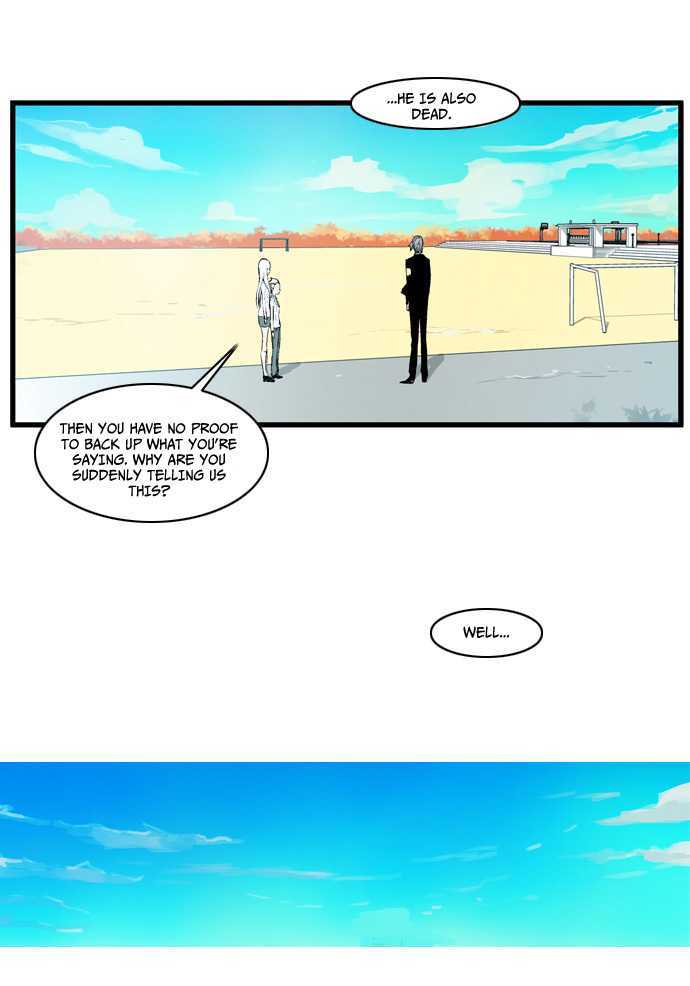 ...HE IS ALSO
DEAD.
THEN YOU HAVE NO PROOF
TO BACK UP WHAT YOU'RE
SAYING. WHY ARE YOU
SUDDENLY TELLING US
THIS?
WELL...